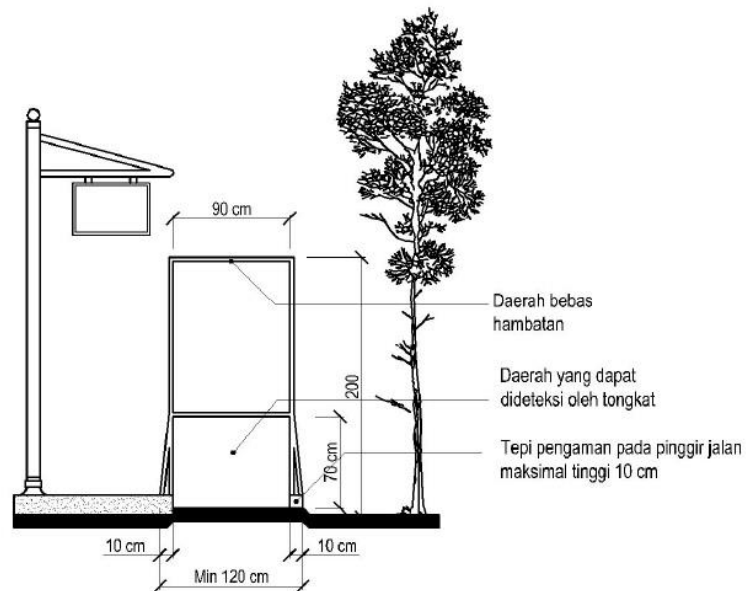 90 cm
Daerah bebas
hambatan
200
Daerah yang dapat
dideteksi oleh tongkat
70 cm
Tepi pengaman pada pinggir jalan
maksimal tinggi 10 cm
10 cm
10 cm
Min 120 cm